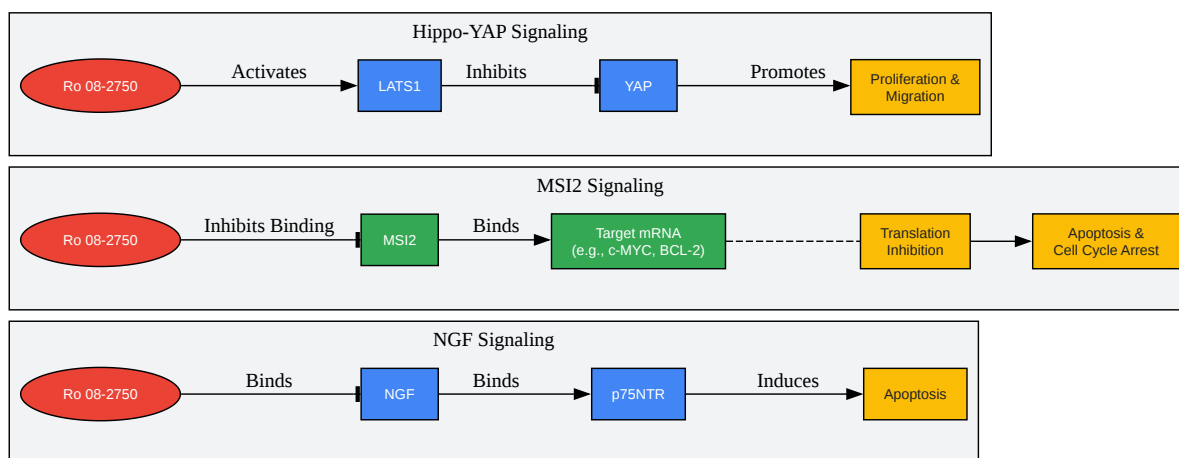 Hippo-YAP Signaling
Ro 08-2750
Activates
LATS1
Inhibits
YAP
Promotes
Proliferation &
Migration
MSI2 Signaling
Ro 08-2750
Inhibits Binding
MSI2
Binds
Target mRNA
(e.g., c-MYC, BCL-2)
Translation
Inhibition
Apoptosis &
Cell Cycle Arrest
NGF Signaling
Ro 08-2750
Binds
NGF
Binds
p75NTR
Induces
Apoptosis